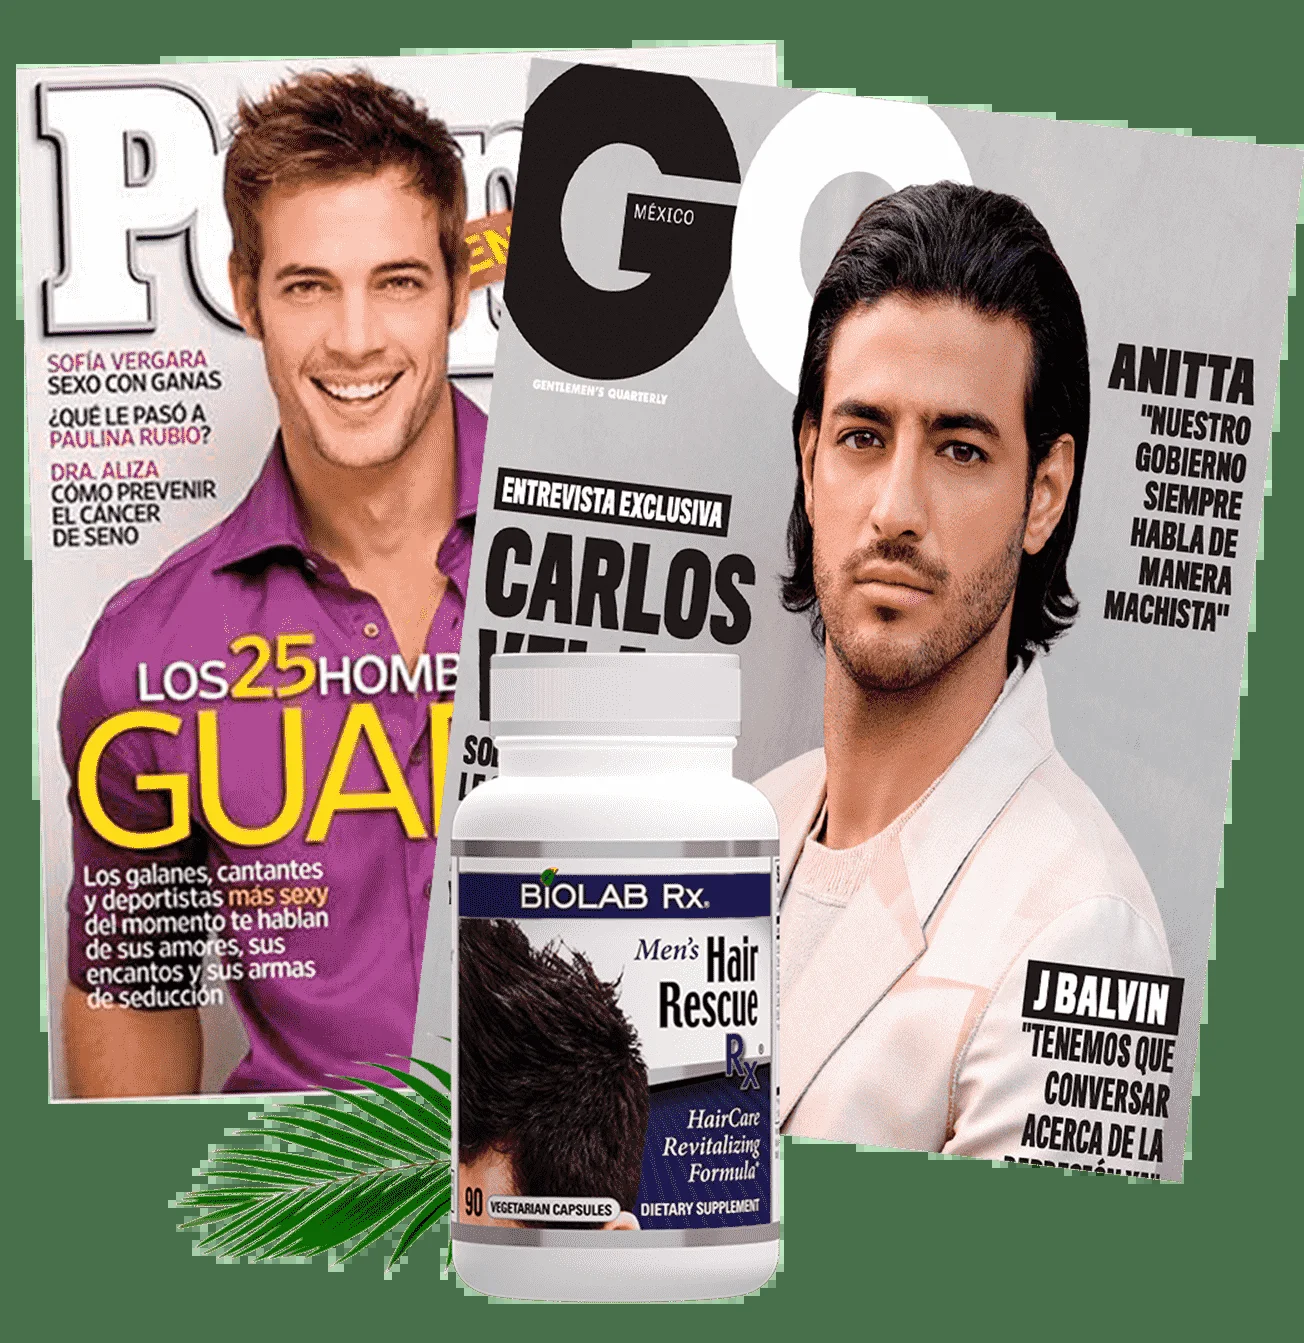 SOFÍA VERGARA
SEXO CON GANAS
¿QUÉ LE PASÓ A
PAULINA RUBIO?
DRA. ALIZA
CÓMO PREVENIR
EL CÁNCER
DE SENO
LOS 25 HOMB
GUA
Los galanes, cantantes
y deportistas más sexy
del momento te hablan
de sus amores, sus
encantos y sus armas
de seducción
GQ
MÉXICO
GENTLEMEN'S QUARTERLY
ENTREVISTA EXCLUSIVA
CARLOS
ANITTA
"NUESTRO
GOBIERNO
SIEMPRE
HABLA DE
MANERA
MACHISTA"
J BALVIN
"TENEMOS QUE
CONVERSAR
ACERCA DE LA
BIOLAB Rx®
Men's Hair
Rescue
Rx®
HairCare
Revitalizing
Formula*
90 VEGETARIAN CAPSULES
DIETARY SUPPLEMENT